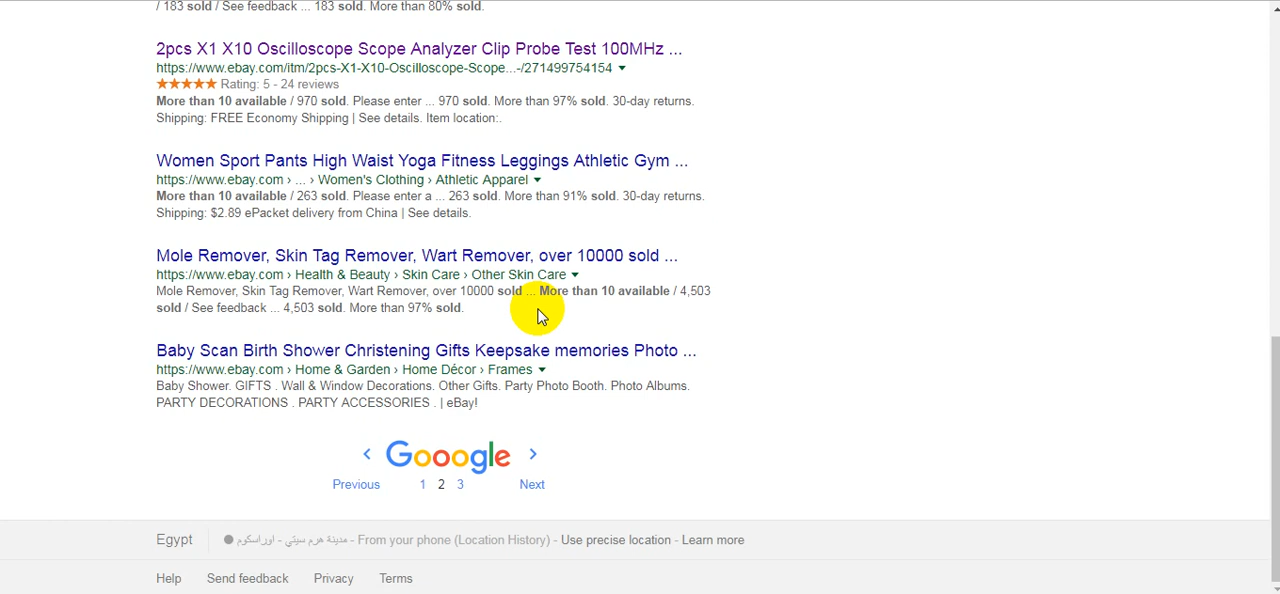 / 183 sold / See feedback ... 183 sold. More than 80% sold.
2pcs X1 X10 Oscilloscope Scope Analyzer Clip Probe Test 100MHz ...
https://www.ebay.com/itm/2pcs-X1-X10-Oscilloscope-Scope...-/271499754154
Rating: 5 - 24 reviews
More than 10 available / 970 sold. Please enter ... 970 sold. More than 97% sold. 30-day returns.
Shipping: FREE Economy Shipping | See details. Item location:.
Women Sport Pants High Waist Yoga Fitness Leggings Athletic Gym ...
https://www.ebay.com › ... › Women's Clothing › Athletic Apparel
More than 10 available / 263 sold. Please enter a ... 263 sold. More than 91% sold. 30-day returns.
Shipping: $2.89 ePacket delivery from China | See details.
Mole Remover, Skin Tag Remover, Wart Remover, over 10000 sold ...
https://www.ebay.com › Health & Beauty › Skin Care › Other Skin Care
Mole Remover, Skin Tag Remover, Wart Remover, over 10000 sold ... More than 10 available / 4,503
sold / See feedback ... 4,503 sold. More than 97% sold.
Baby Scan Birth Shower Christening Gifts Keepsake memories Photo ...
https://www.ebay.com › Home & Garden › Home Décor › Frames
Baby Shower. GIFTS . Wall & Window Decorations. Other Gifts. Party Photo Booth. Photo Albums.
PARTY DECORATIONS . PARTY ACCESSORIES . | eBay!
< Gooogle >
Previous 1 2 3 Next
Egypt مدينة هرم سيتي - اوراسكوم - From your phone (Location History) - Use precise location - Learn more
Help Send feedback Privacy Terms